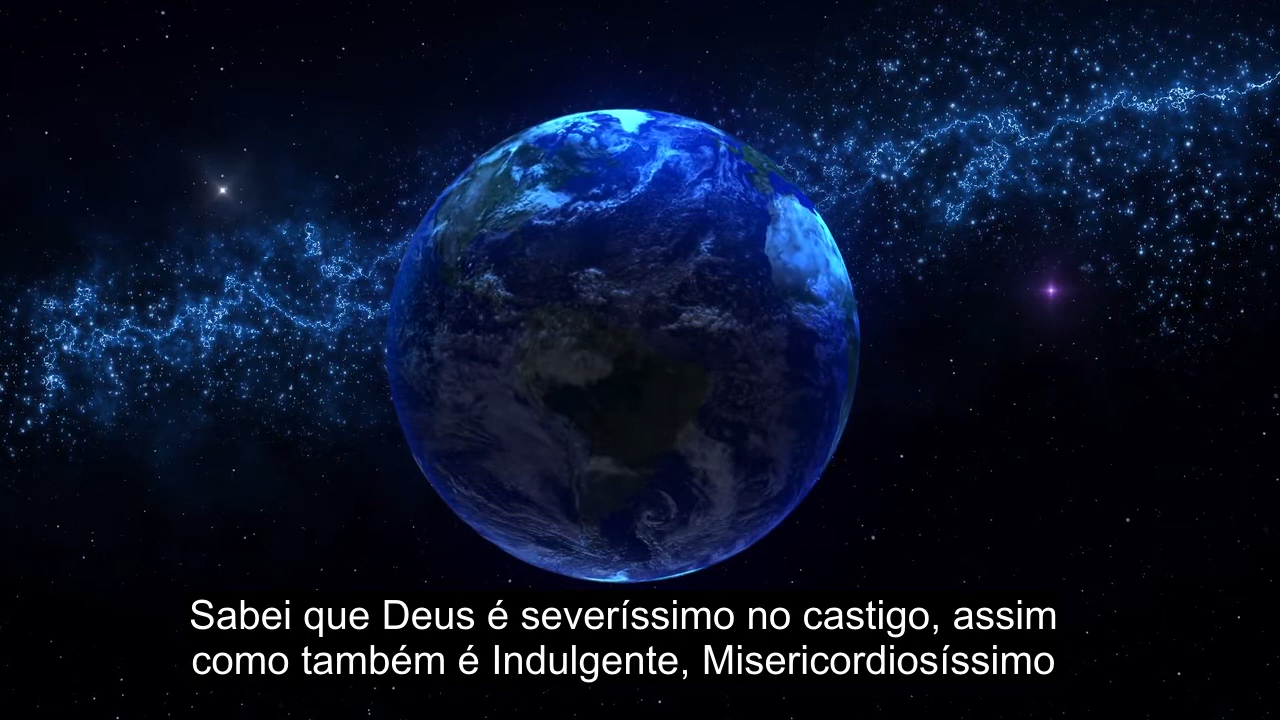 Sabei que Deus é severíssimo no castigo, assim
como também é Indulgente, Misericordiosíssimo